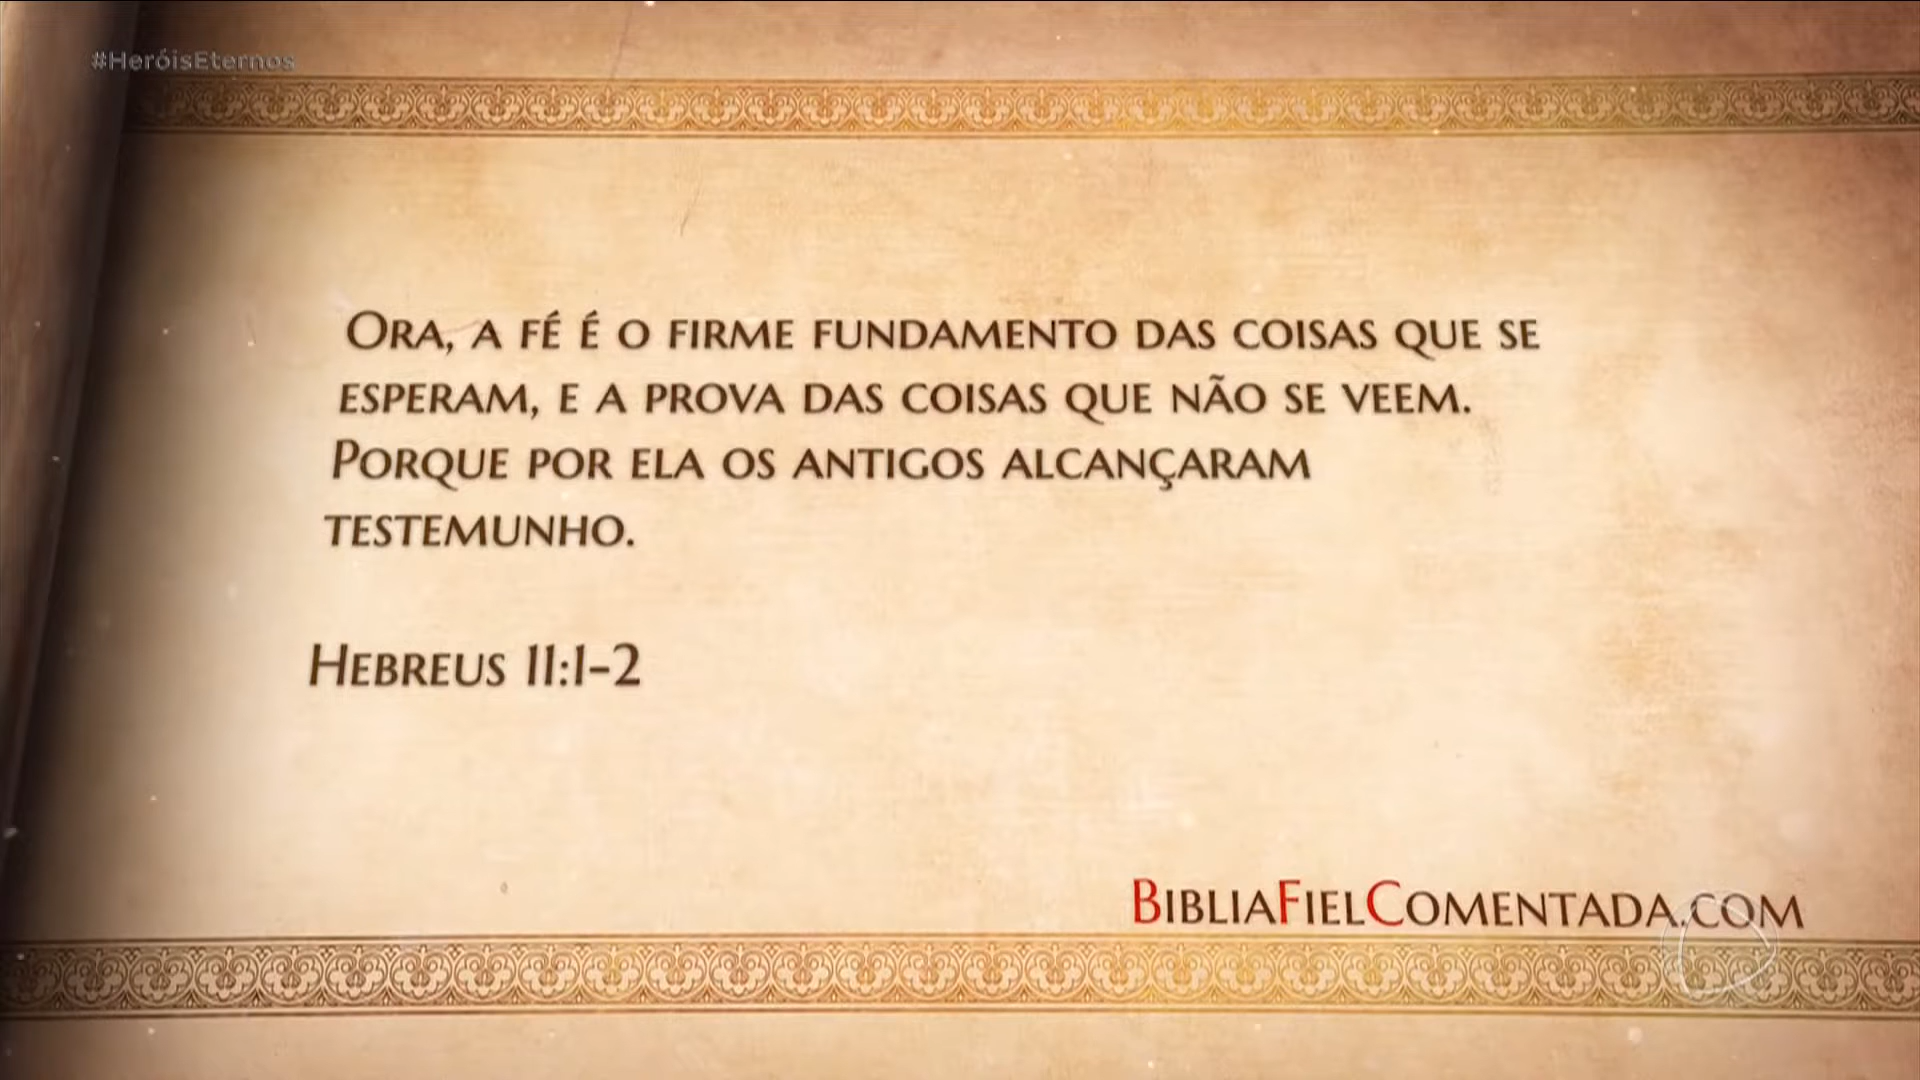 #HeróisEternos
Ora, a fé é o firme fundamento das coisas que se
esperam, e a prova das coisas que não se veem.
Porque por ela os antigos alcançaram
testemunho.
Hebreus 11:1-2
BibliaFielComentada.com